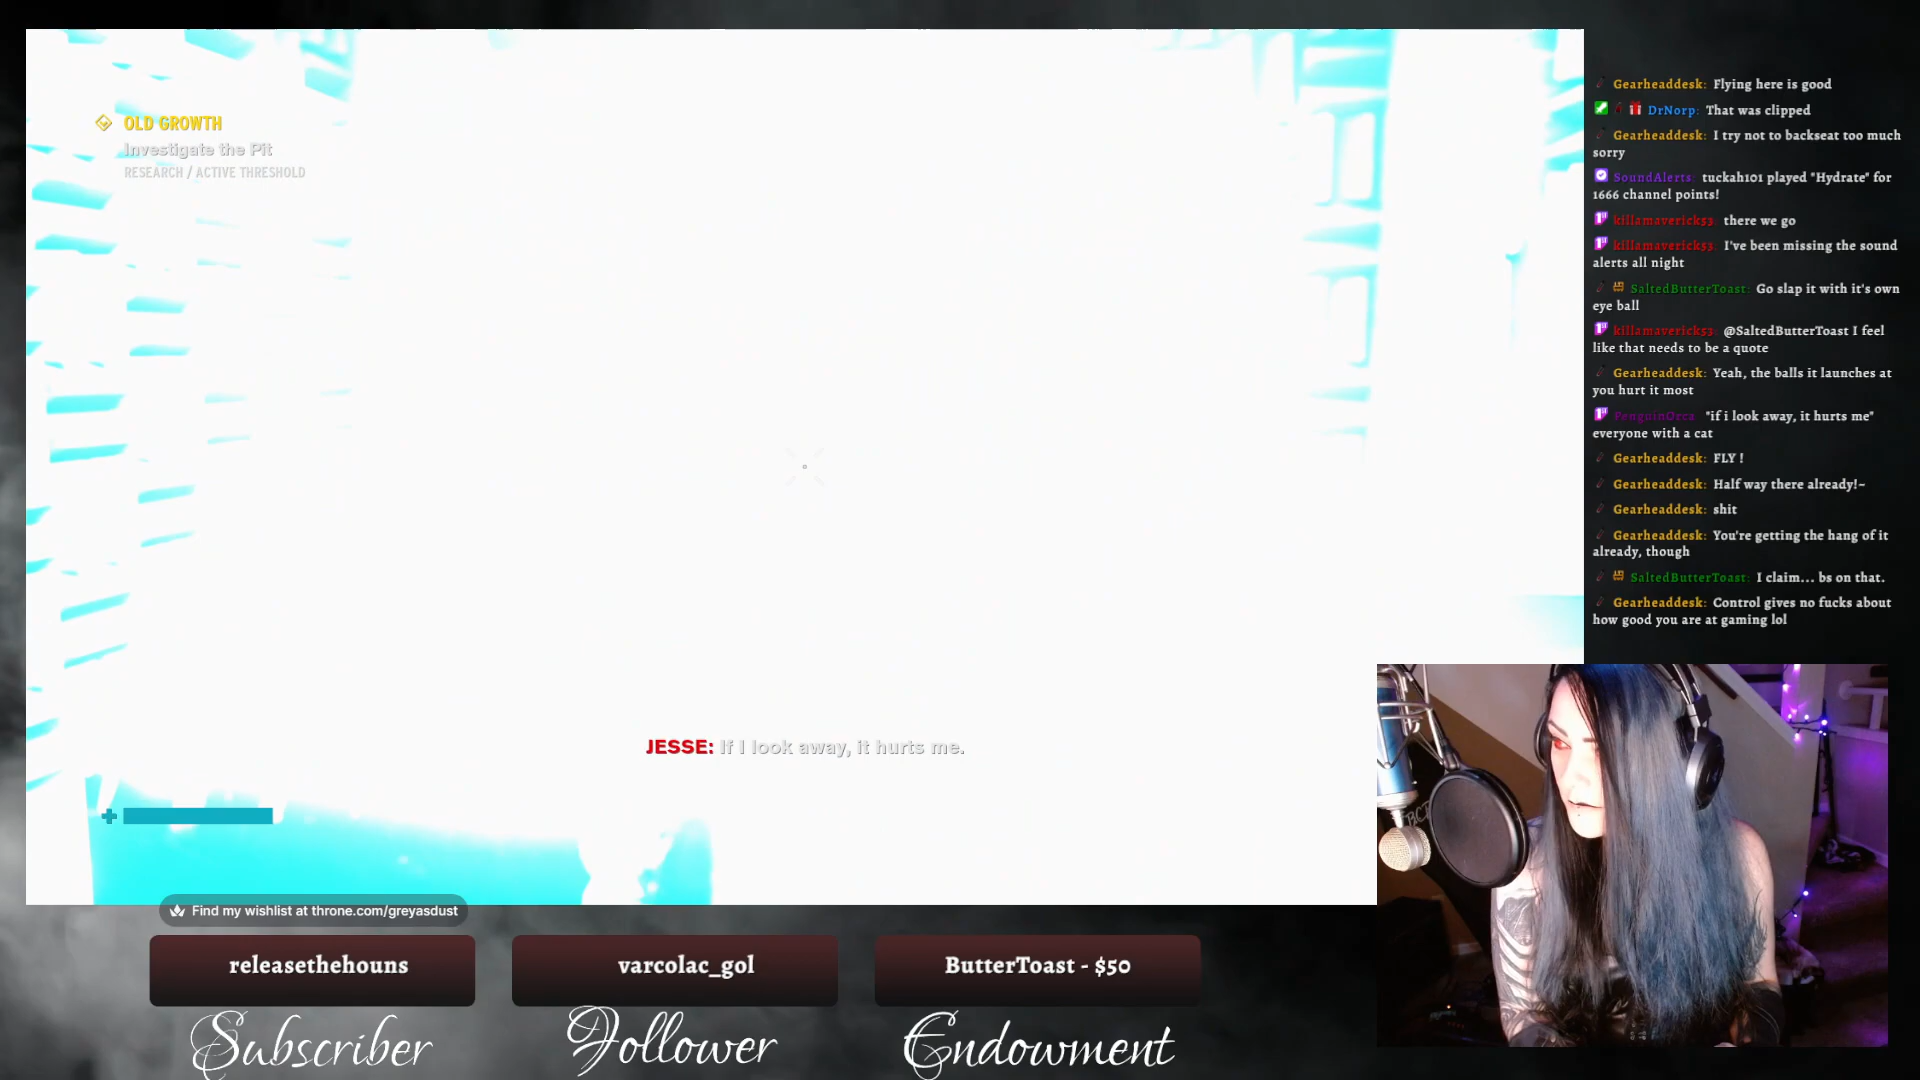 OLD GROWTH
Investigate the Pit
RESEARCH / ACTIVE THRESHOLD
JESSE: If I look away, it hurts me.
Gearheaddesk: Flying here is good
DrNorp: That was clipped
Gearheaddesk: I try not to backseat too much
sorry
SoundAlerts: tuckah101 played "Hydrate" for
1666 channel points!
killamaverick53: there we go
killamaverick53: I've been missing the sound
alerts all night
SaltedButterToast: Go slap it with it's own
eye ball
killamaverick53: @SaltedButterToast I feel
like that needs to be a quote
Gearheaddesk: Yeah, the balls it launches at
you hurt it most
PenguinOrca: "if i look away, it hurts me"
everyone with a cat
Gearheaddesk: FLY !
Gearheaddesk: Half way there already!~
Gearheaddesk: shit
Gearheaddesk: You're getting the hang of it
already, though
SaltedButterToast: I claim... bs on that.
Gearheaddesk: Control gives no fucks about
how good you are at gaming lol
Find my wishlist at throne.com/greyasdust
releasethehouns
varcolac_gol
ButterToast - $50
Subscriber
Follower
Endowment